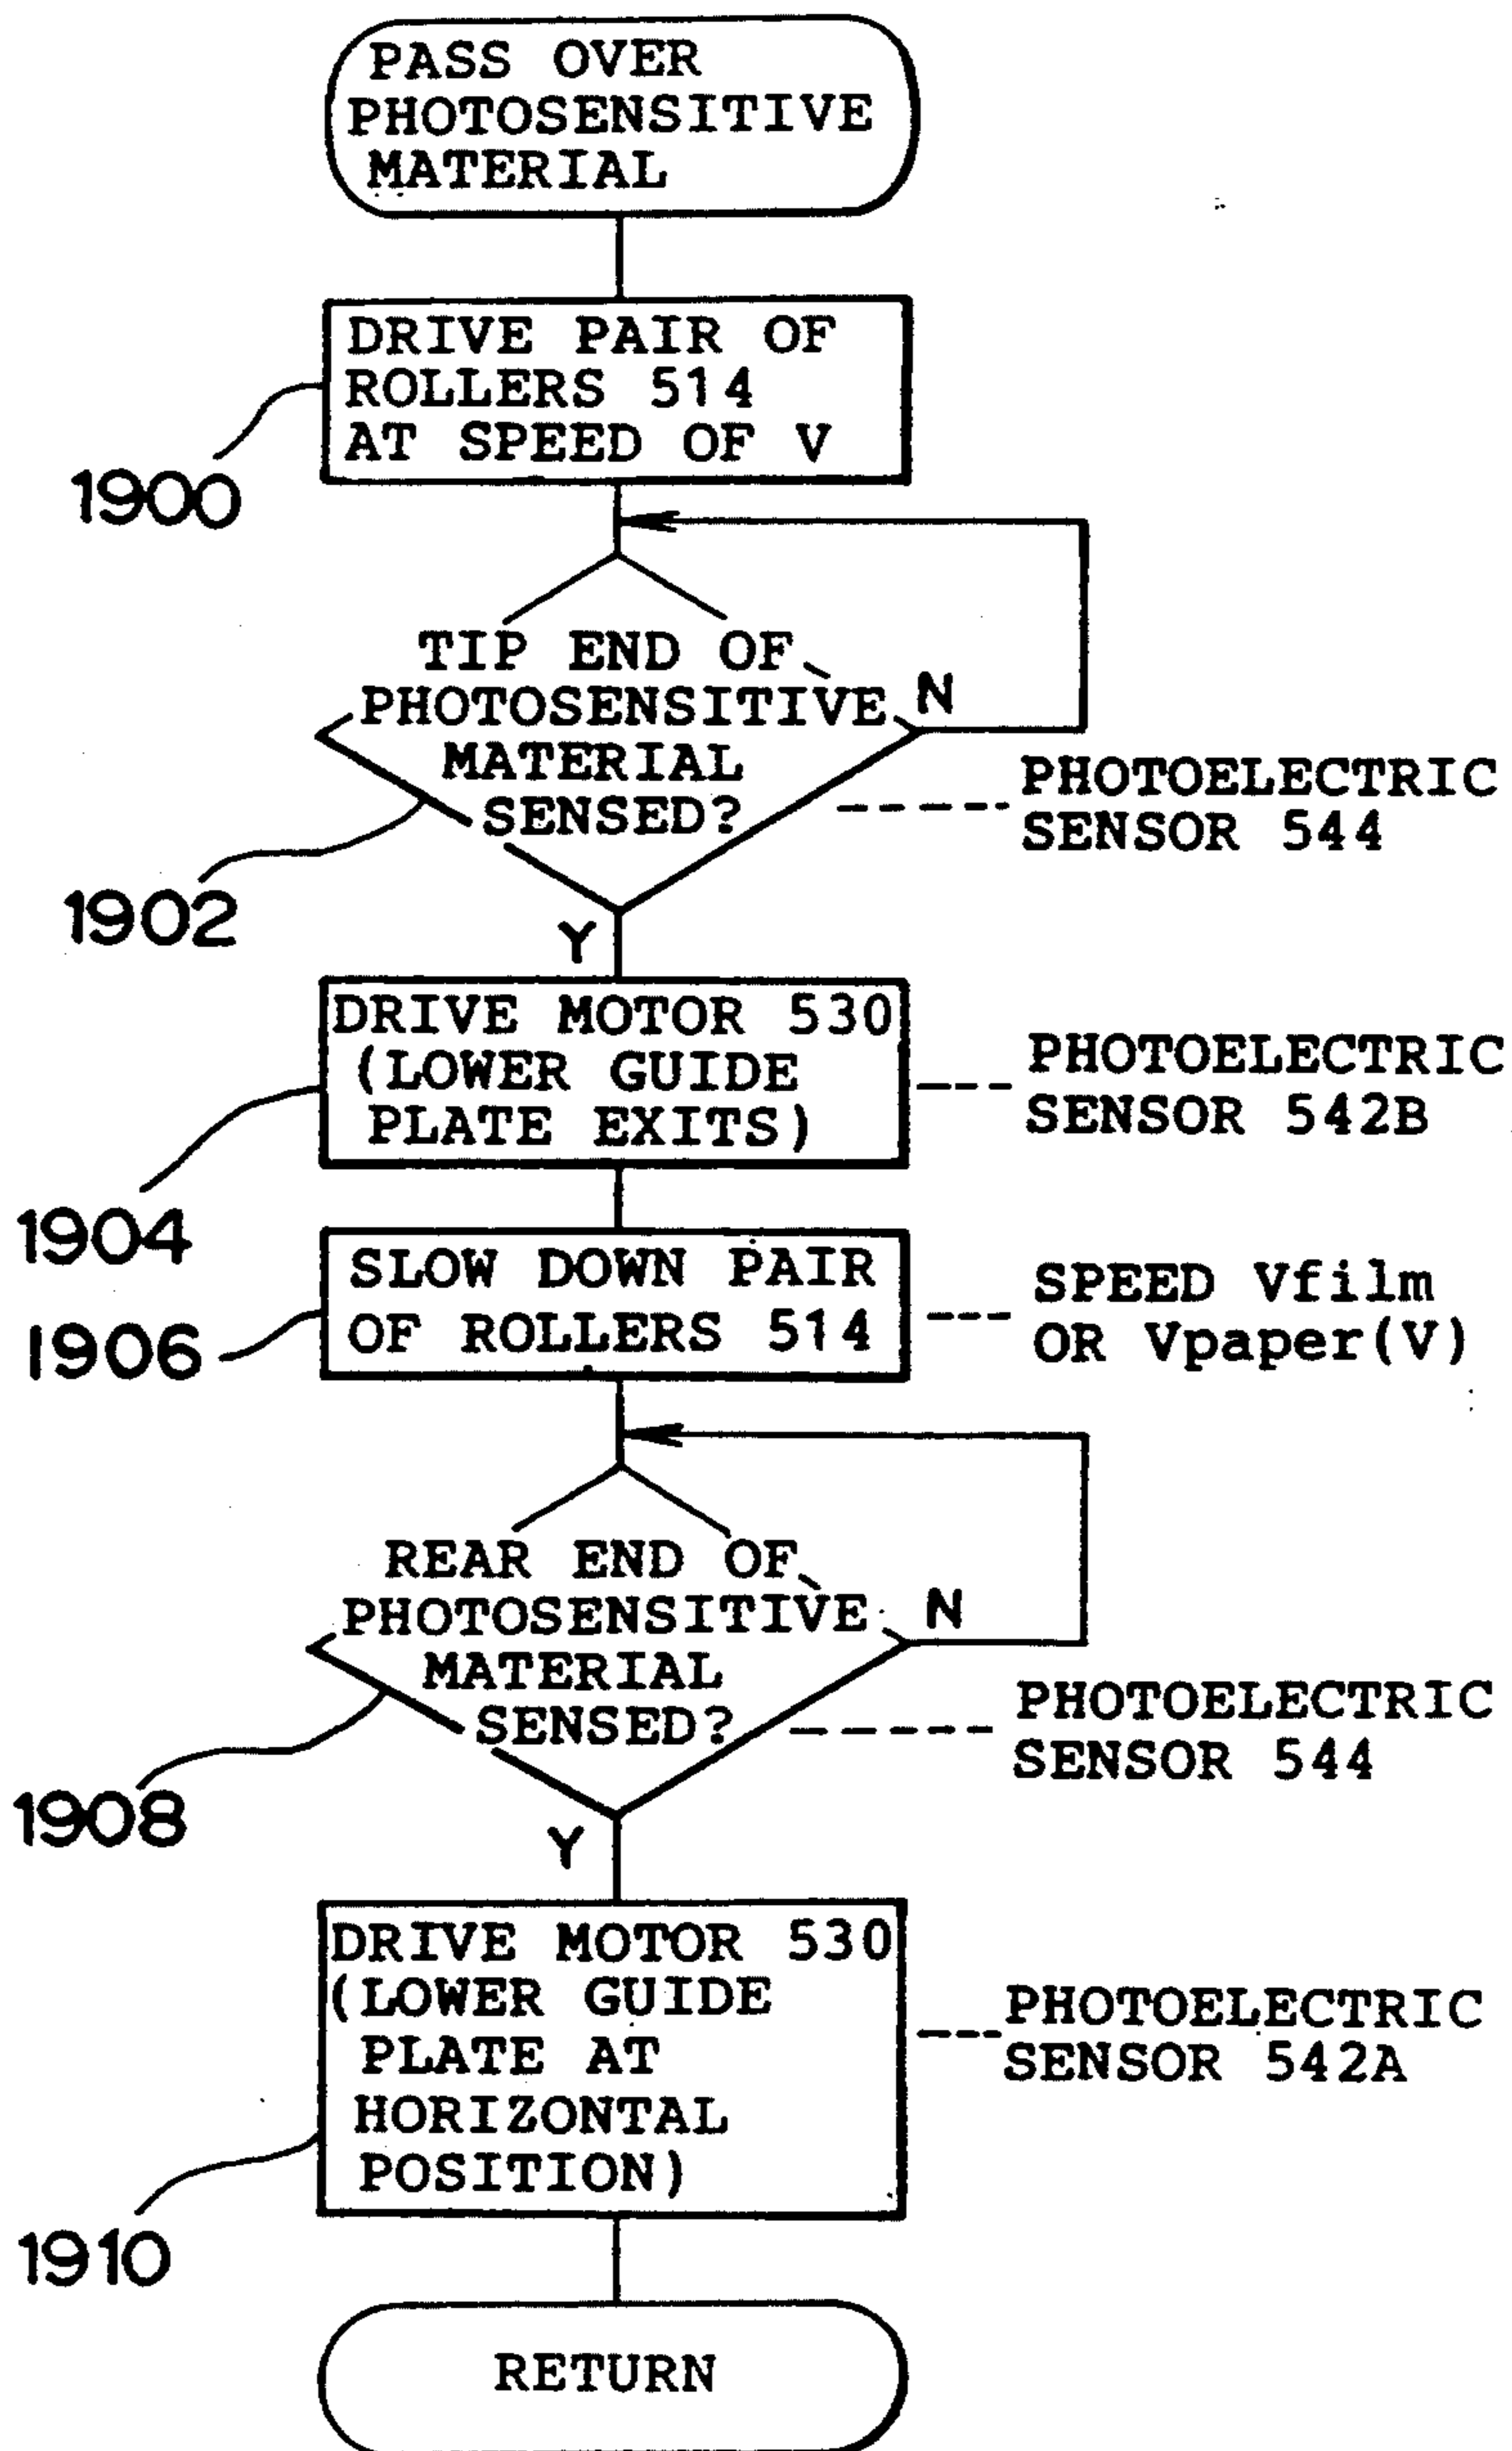 PASS OVER
PHOTOSENSITIVE
MATERIAL
DRIVE PAIR OF
ROLLERS 514
AT SPEED OF V
1900
TIP END OF
PHOTOSENSITIVE
MATERIAL
SENSED?
N
PHOTOELECTRIC
SENSOR 544
1902
Y
DRIVE MOTOR 530
(LOWER GUIDE
PLATE EXITS)
PHOTOELECTRIC
SENSOR 542B
1904
SLOW DOWN PAIR
OF ROLLERS 514
SPEED Vfilm
OR Vpaper(V)
1906
REAR END OF
PHOTOSENSITIVE
MATERIAL
SENSED?
N
PHOTOELECTRIC
SENSOR 544
1908
Y
DRIVE MOTOR 530
(LOWER GUIDE
PLATE AT
HORIZONTAL
POSITION)
PHOTOELECTRIC
SENSOR 542A
1910
RETURN